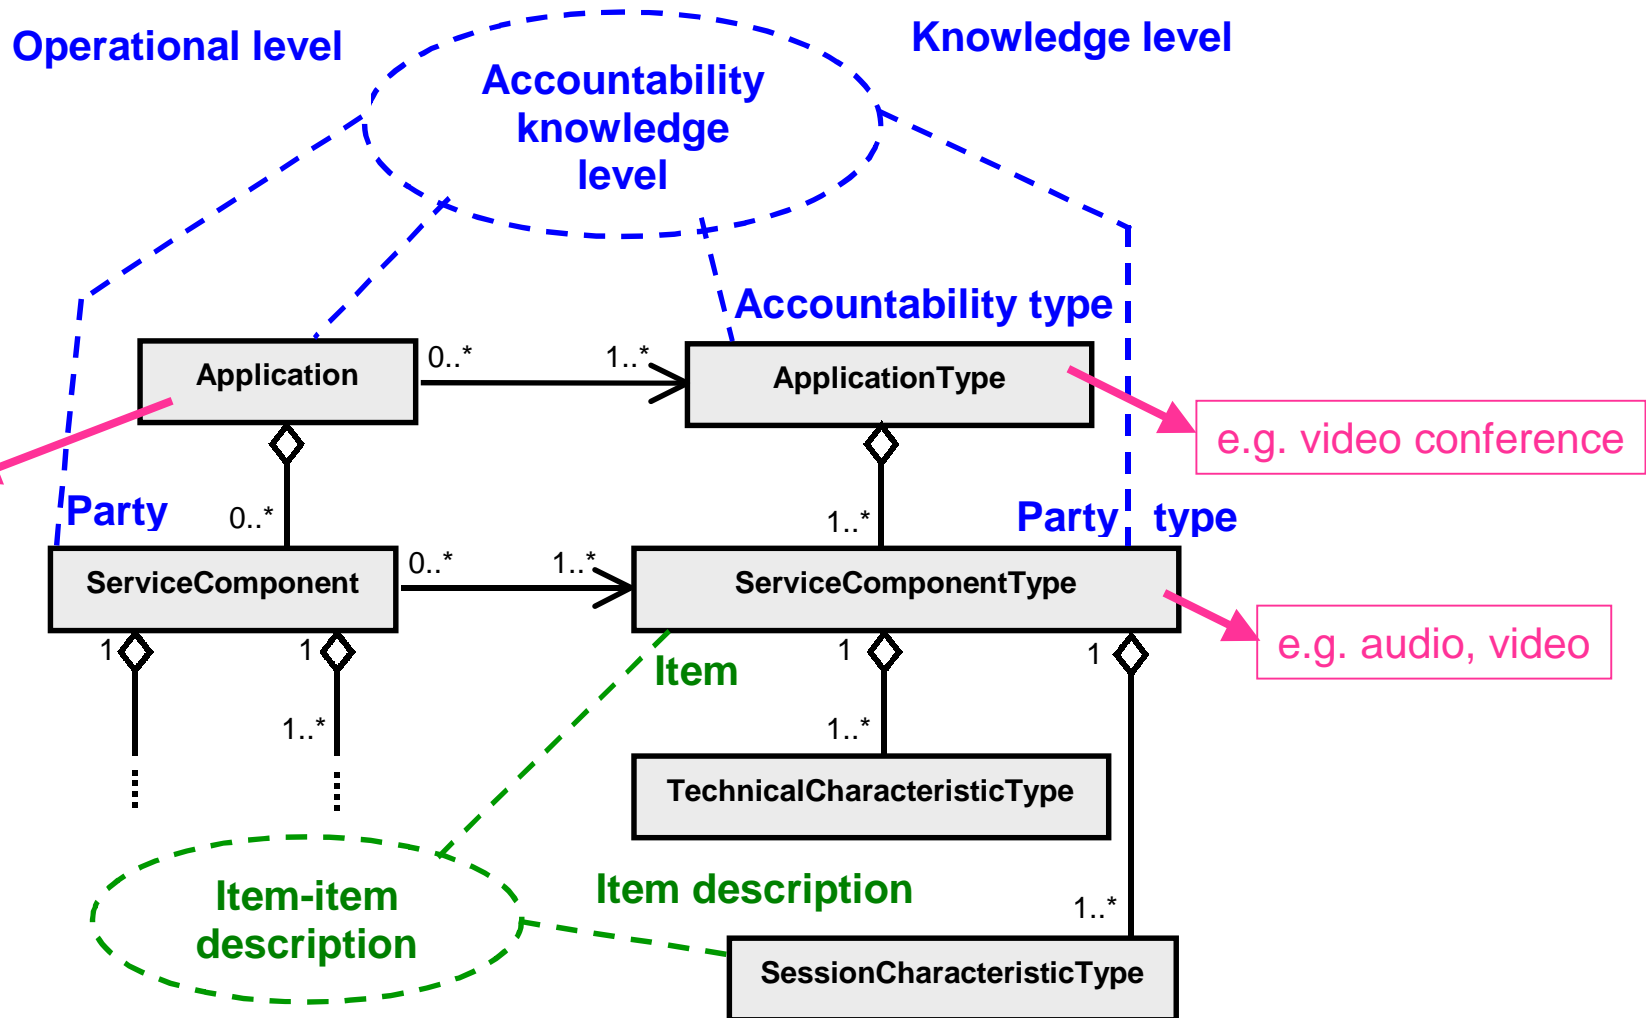 Operational level
Knowledge level
Accountability
knowledge
level
Accountability type
Application
0..*
1..*
ApplicationType
e.g. video conference
Party
0..*
1..*
Party type
ServiceComponent
0..*
1..*
ServiceComponentType
e.g. audio, video
1
1
Item
1
1
1..*
1..*
TechnicalCharacteristicType
Item-item
description
Item description
1..*
SessionCharacteristicType